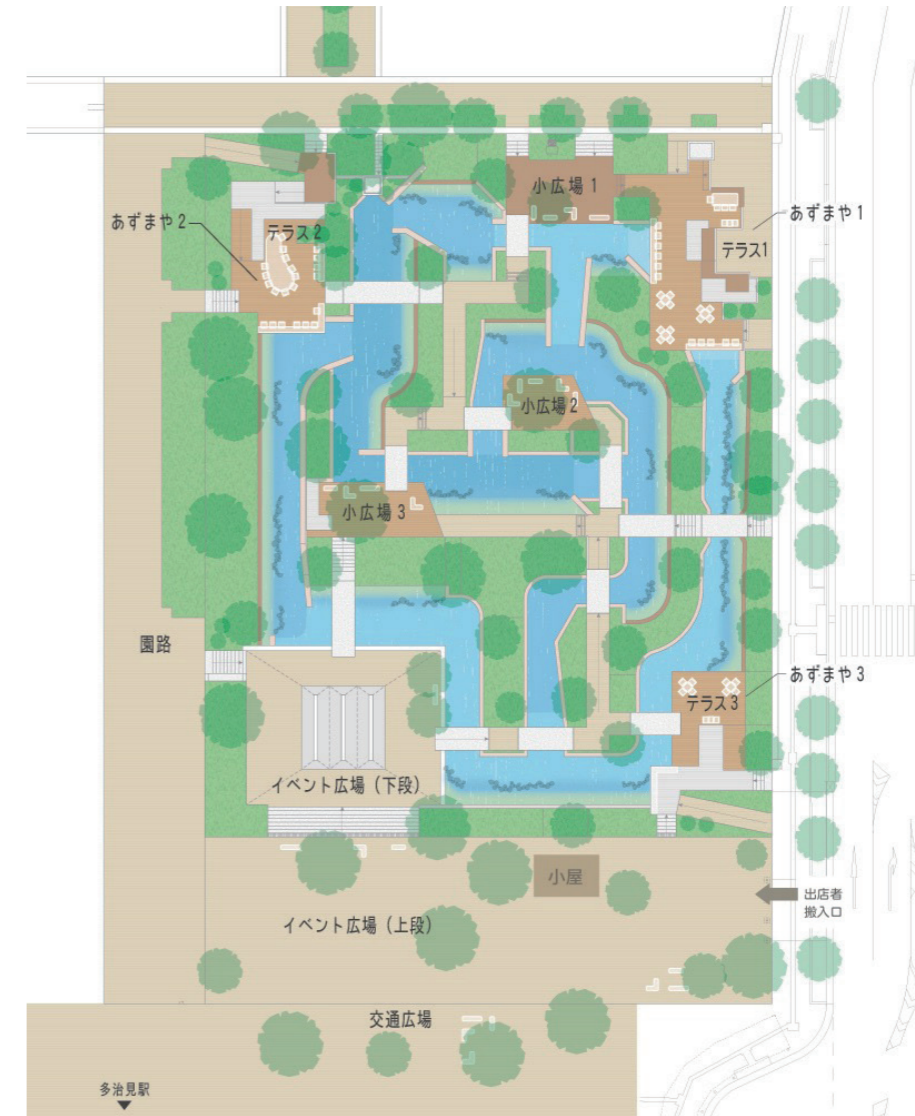 小広場 1
あずまや 1
あずまや 2
テラス2
テラス1
小広場 2
小広場 3
園路
あずまや 3
テラス3
イベント広場（下段）
小屋
出店者
搬入口
イベント広場（上段）
交通広場
多治見駅